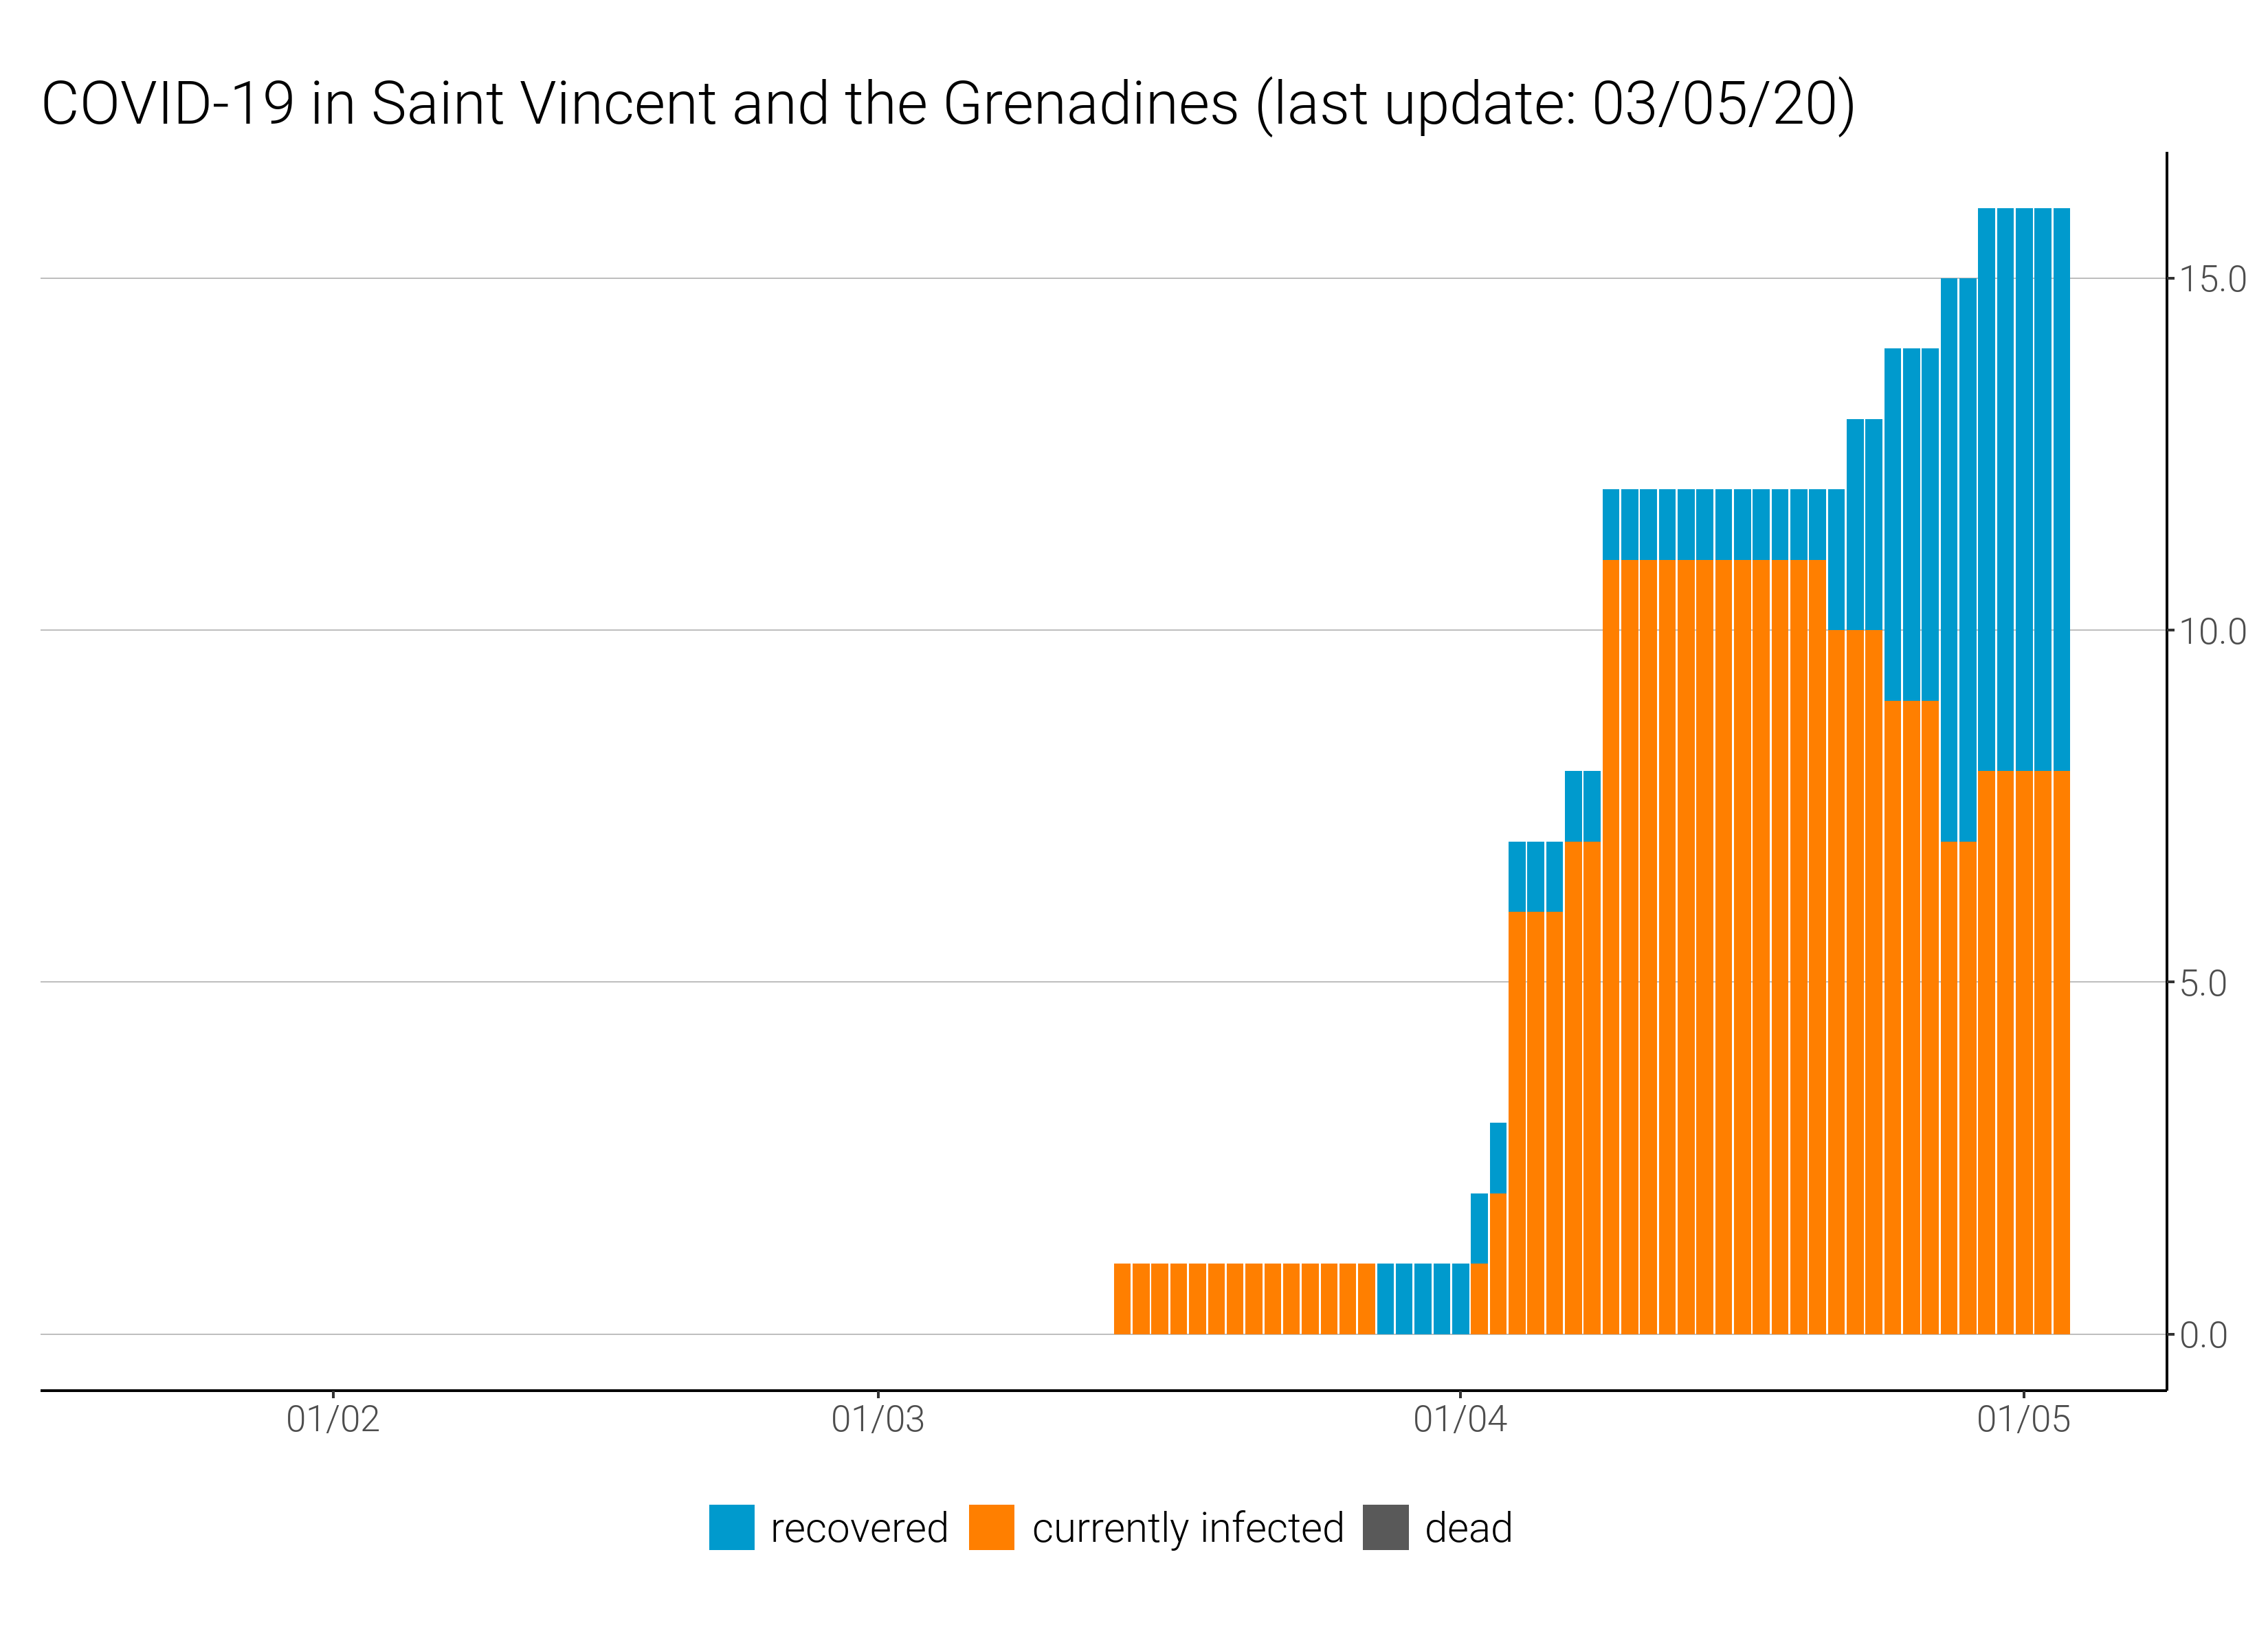 COVID-19 in Saint Vincent and the Grenadines (last update: 03/05/20)
15.0
10.0
5.0
0.0
01/02 01/03 01/04 01/05
recovered currently infected dead